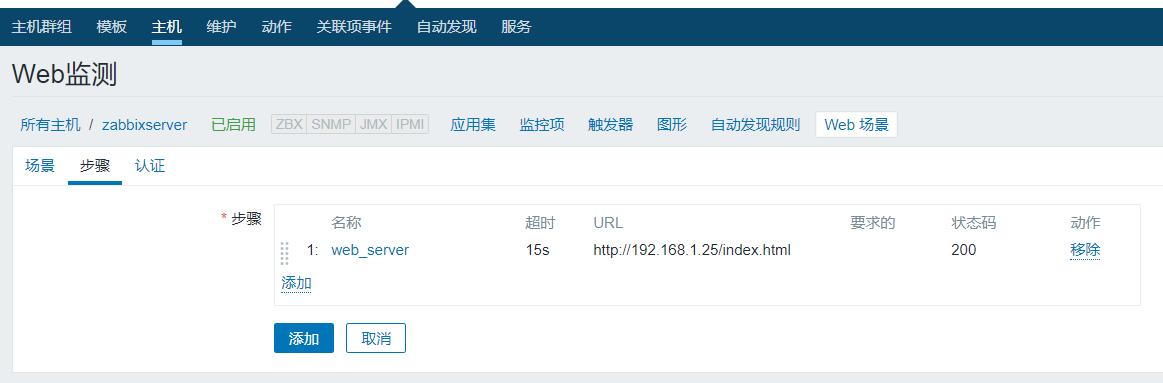 主机群组 模板 主机 维护 动作 关联项事件 自动发现 服务
Web监测
所有主机 / zabbixserver 已启用 ZBX SNMP JMX IPMI 应用集 监控项 触发器 图形 自动发现规则 Web 场景
场景 步骤 认证
* 步骤 名称 超时 URL 要求的 状态码 动作
1: web_server 15s http://192.168.1.25/index.html 200 移除
添加
添加 取消